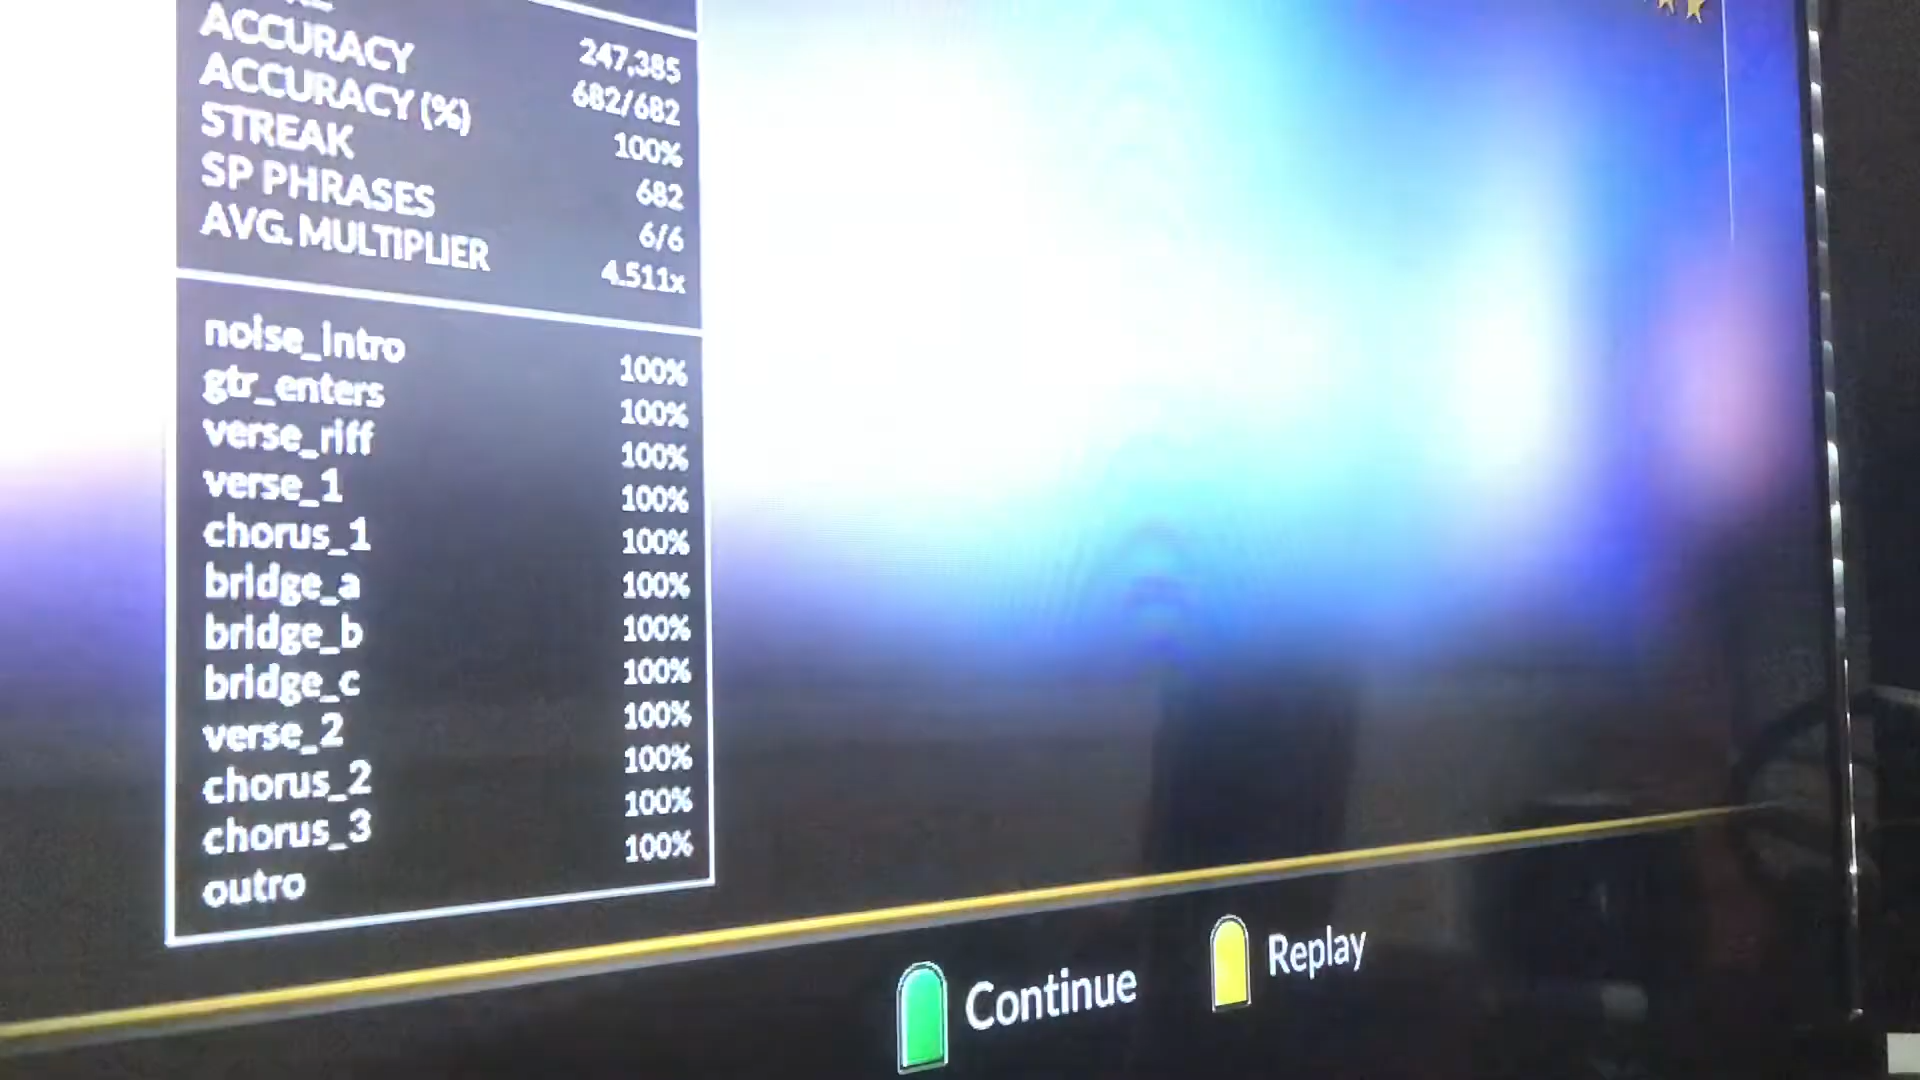 247,385
ACCURACY 682/682
ACCURACY (%) 100%
STREAK 682
SP PHRASES 6/6
AVG. MULTIPLIER 4.511x
noise_intro 100%
gtr_enters 100%
verse_riff 100%
verse_1 100%
chorus_1 100%
bridge_a 100%
bridge_b 100%
bridge_c 100%
verse_2 100%
chorus_2 100%
chorus_3 100%
outro 100%
Continue Replay